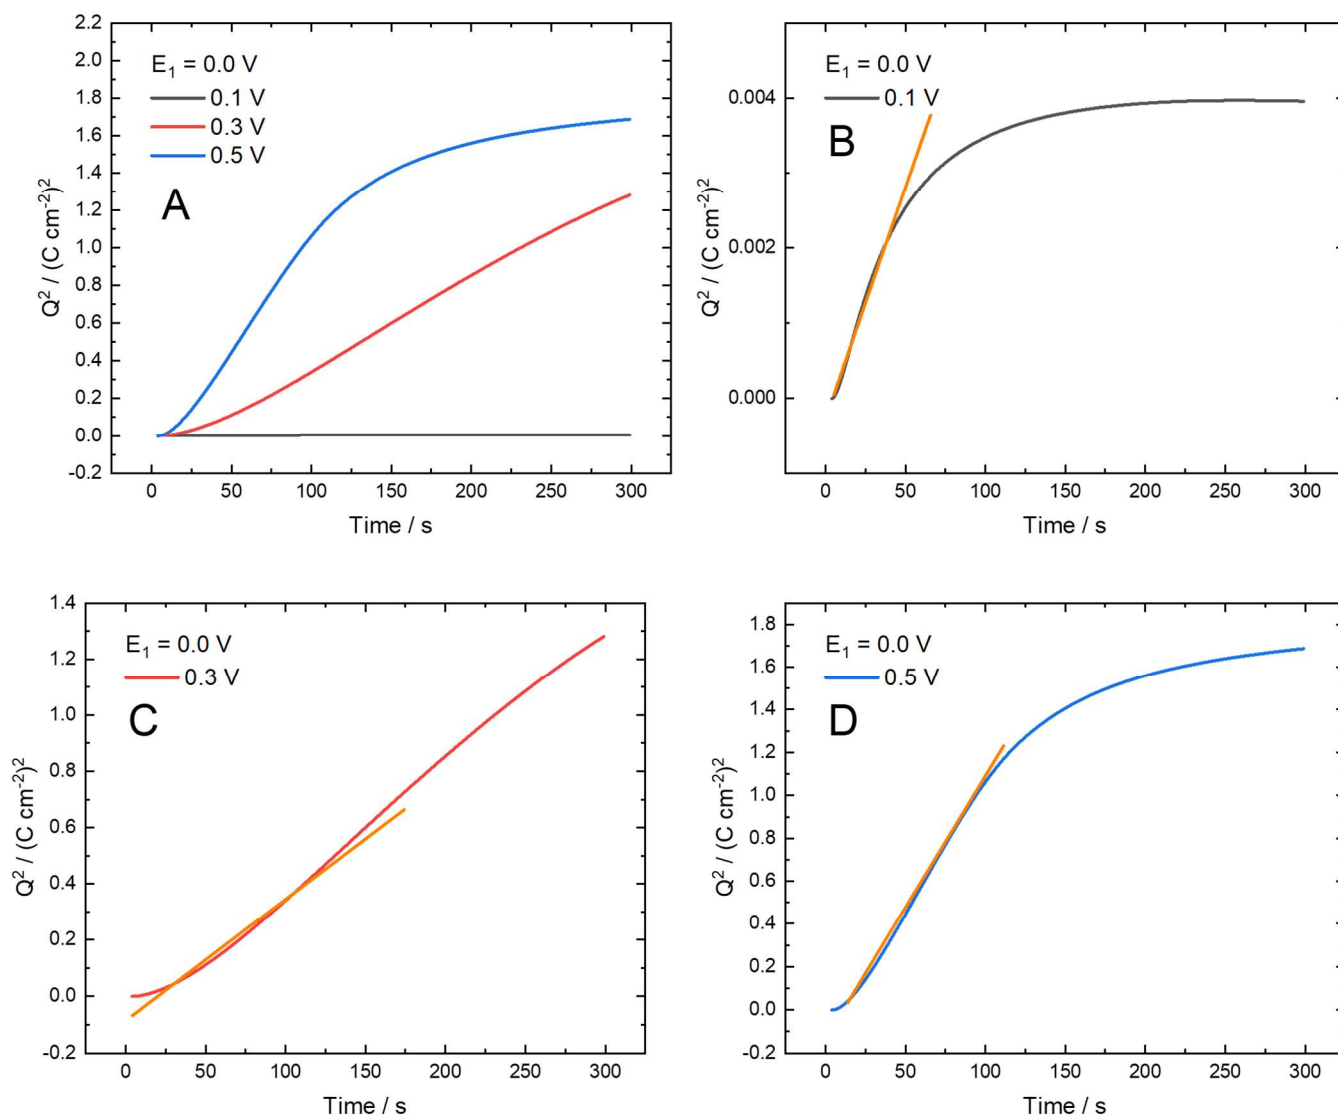 2.2
2.0
1.8
1.6
1.4
1.2
1.0
0.8
0.6
0.4
0.2
0.0
-0.2
Q² / (C cm⁻²)²
E₁ = 0.0 V
0.1 V
0.3 V
0.5 V
A
0 50 100 150 200 250 300
Time / s
0.004
0.002
0.000
Q² / (C cm⁻²)²
E₁ = 0.0 V
0.1 V
B
0 50 100 150 200 250 300
Time / s
1.4
1.2
1.0
0.8
0.6
0.4
0.2
0.0
-0.2
Q² / (C cm⁻²)²
E₁ = 0.0 V
0.3 V
C
0 50 100 150 200 250 300
Time / s
1.8
1.6
1.4
1.2
1.0
0.8
0.6
0.4
0.2
0.0
-0.2
Q² / (C cm⁻²)²
E₁ = 0.0 V
0.5 V
D
0 50 100 150 200 250 300
Time / s